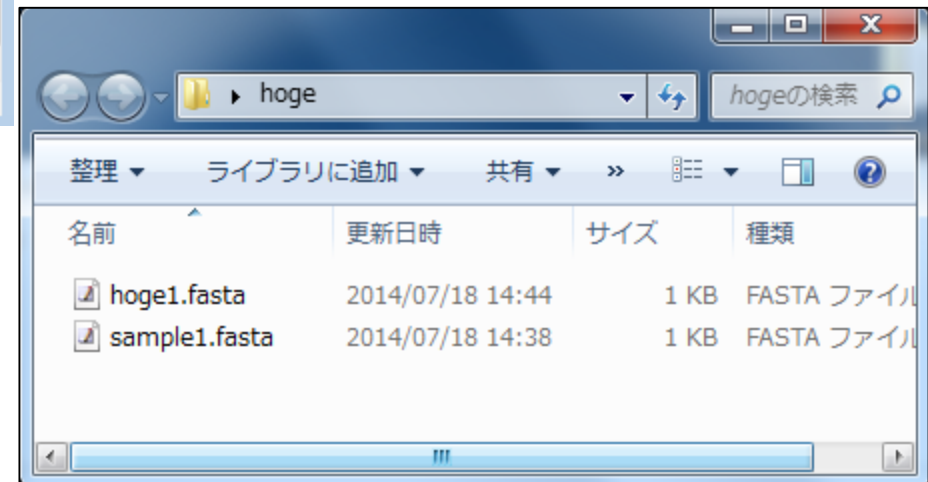 hoge
hogeの検索
整理 ライブラリに追加 共有 »
名前 更新日時 サイズ 種類
hoge1.fasta 2014/07/18 14:44 1 KB FASTA ファイル
sample1.fasta 2014/07/18 14:38 1 KB FASTA ファイル